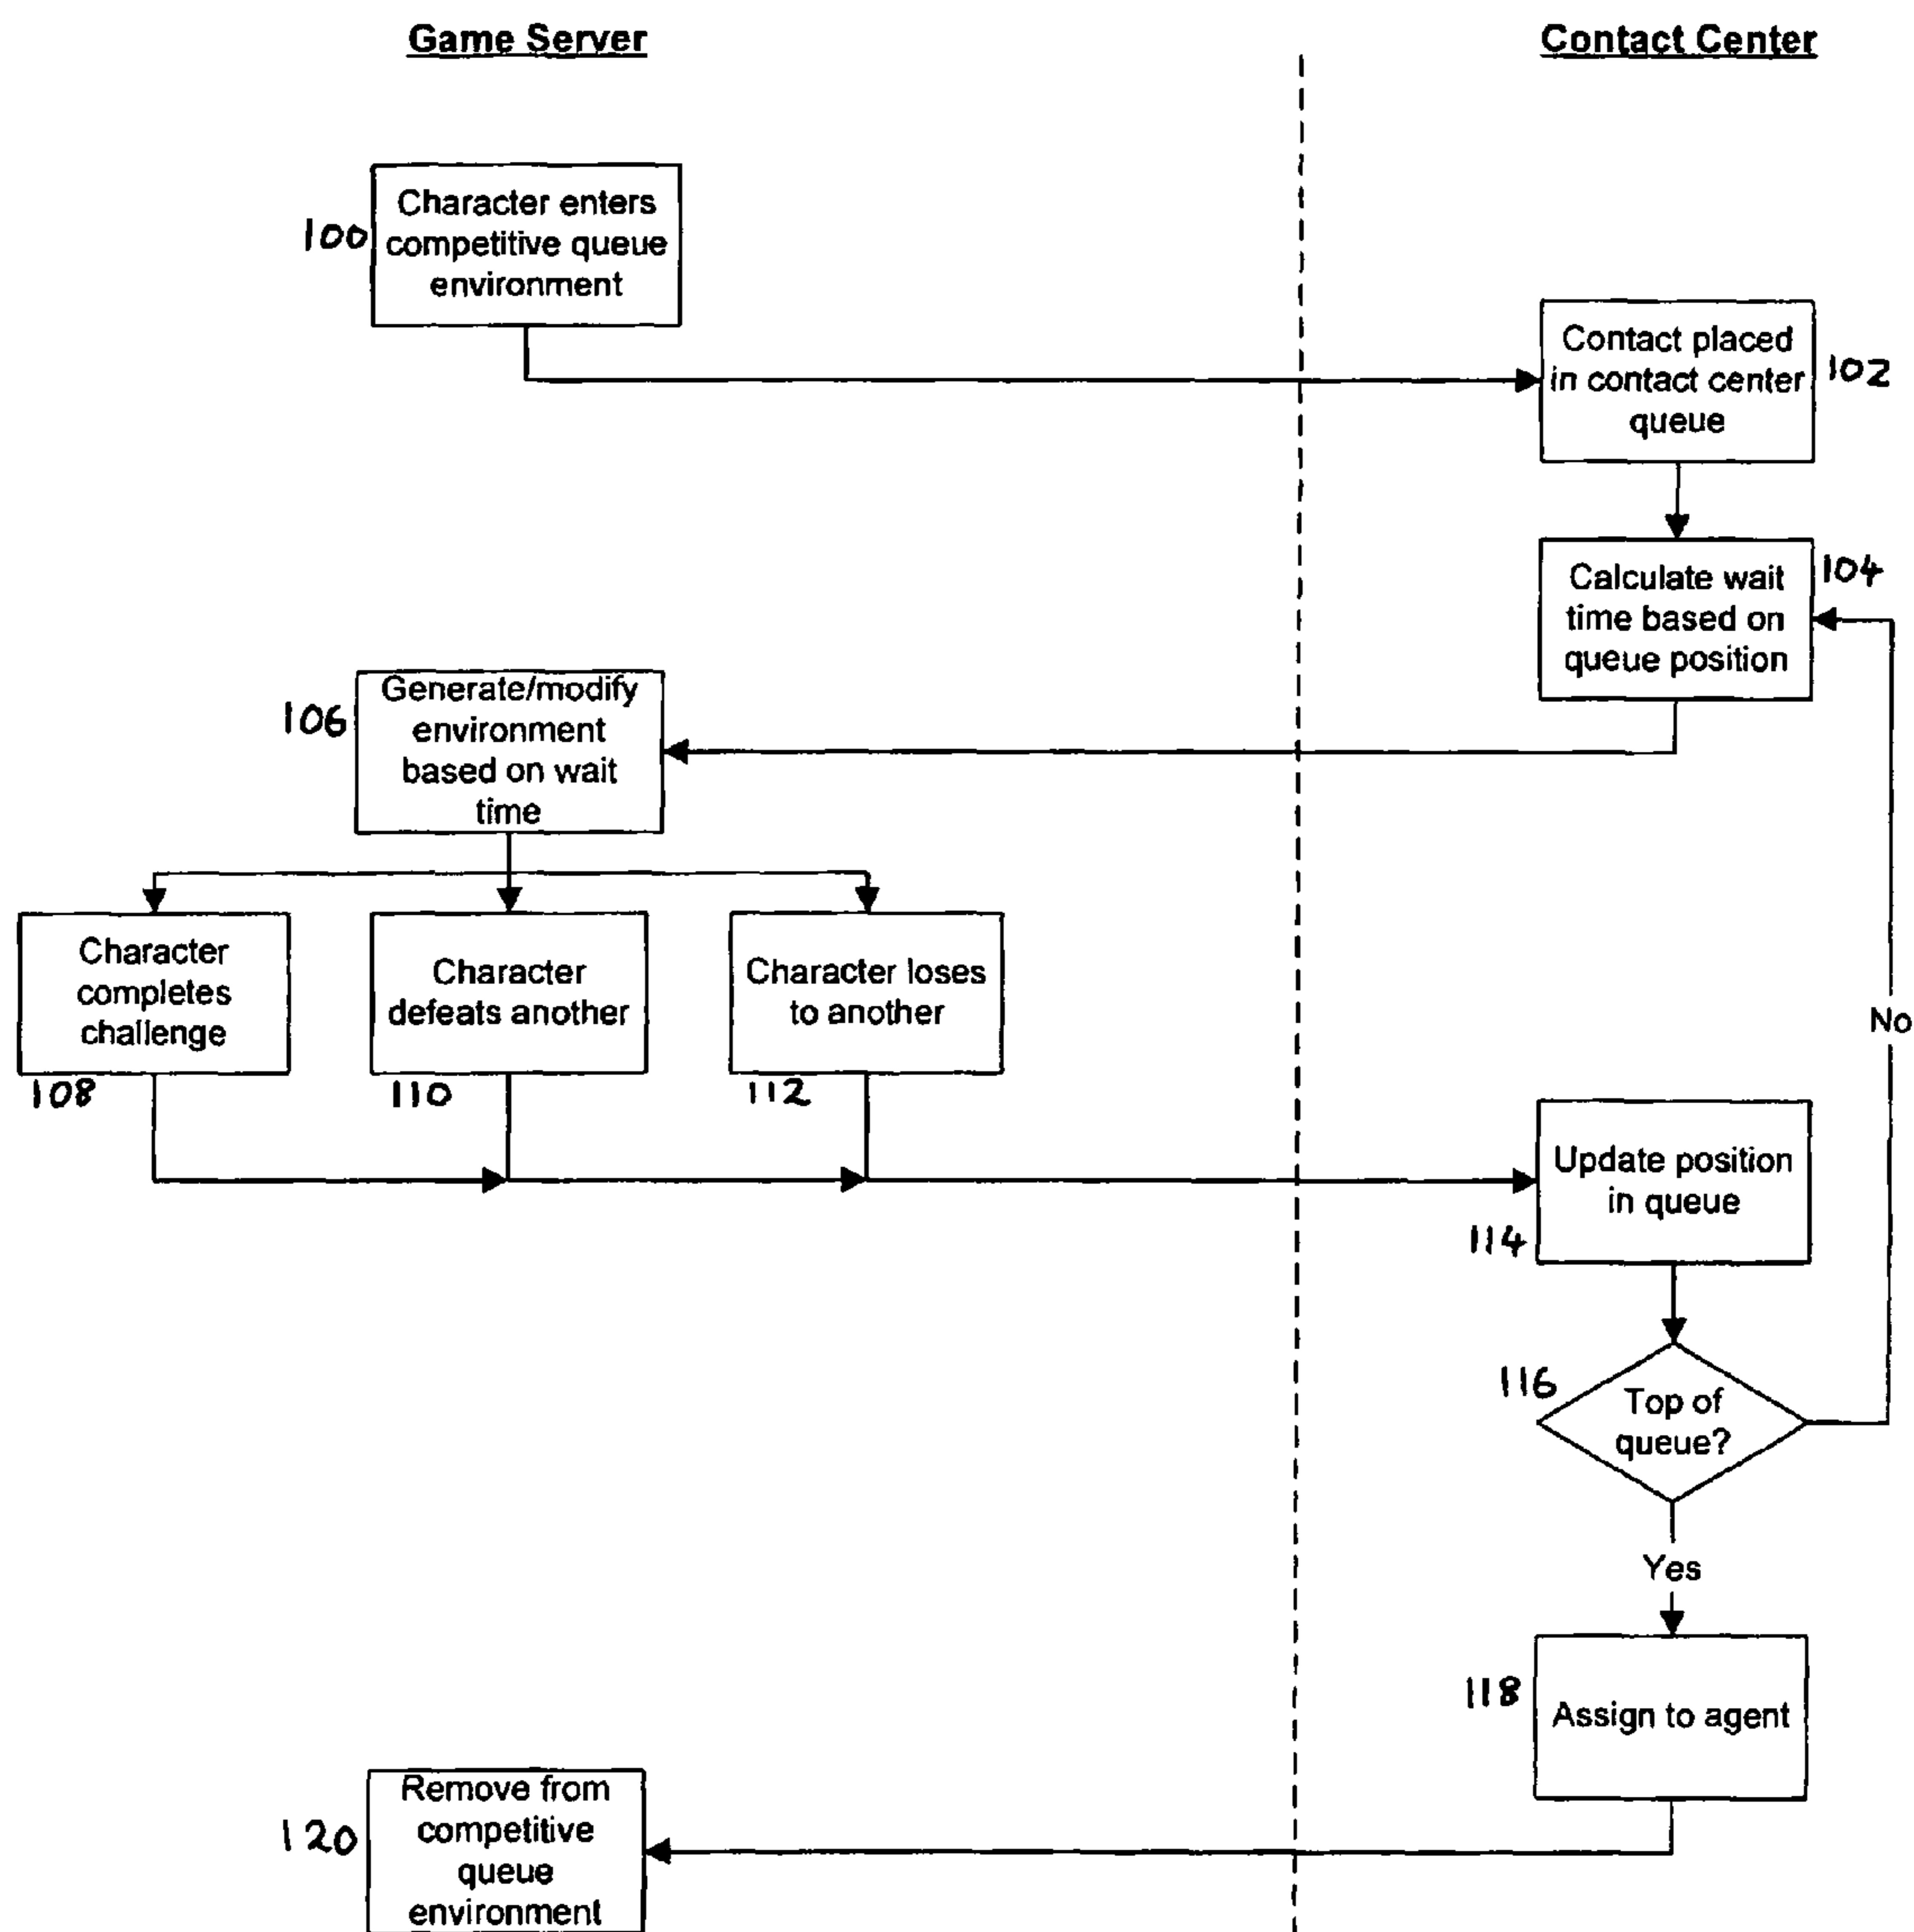 Game Server
Contact Center
Character enters
competitive queue
environment
100
Contact placed
in contact center
queue
102
Calculate wait
time based on
queue position
104
Generate/modify
environment
based on wait
time
106
Character
completes
challenge
108
Character
defeats another
110
Character loses
to another
112
No
Update position
in queue
114
116
Top of
queue?
Yes
118
Assign to agent
Remove from
competitive
queue
environment
120